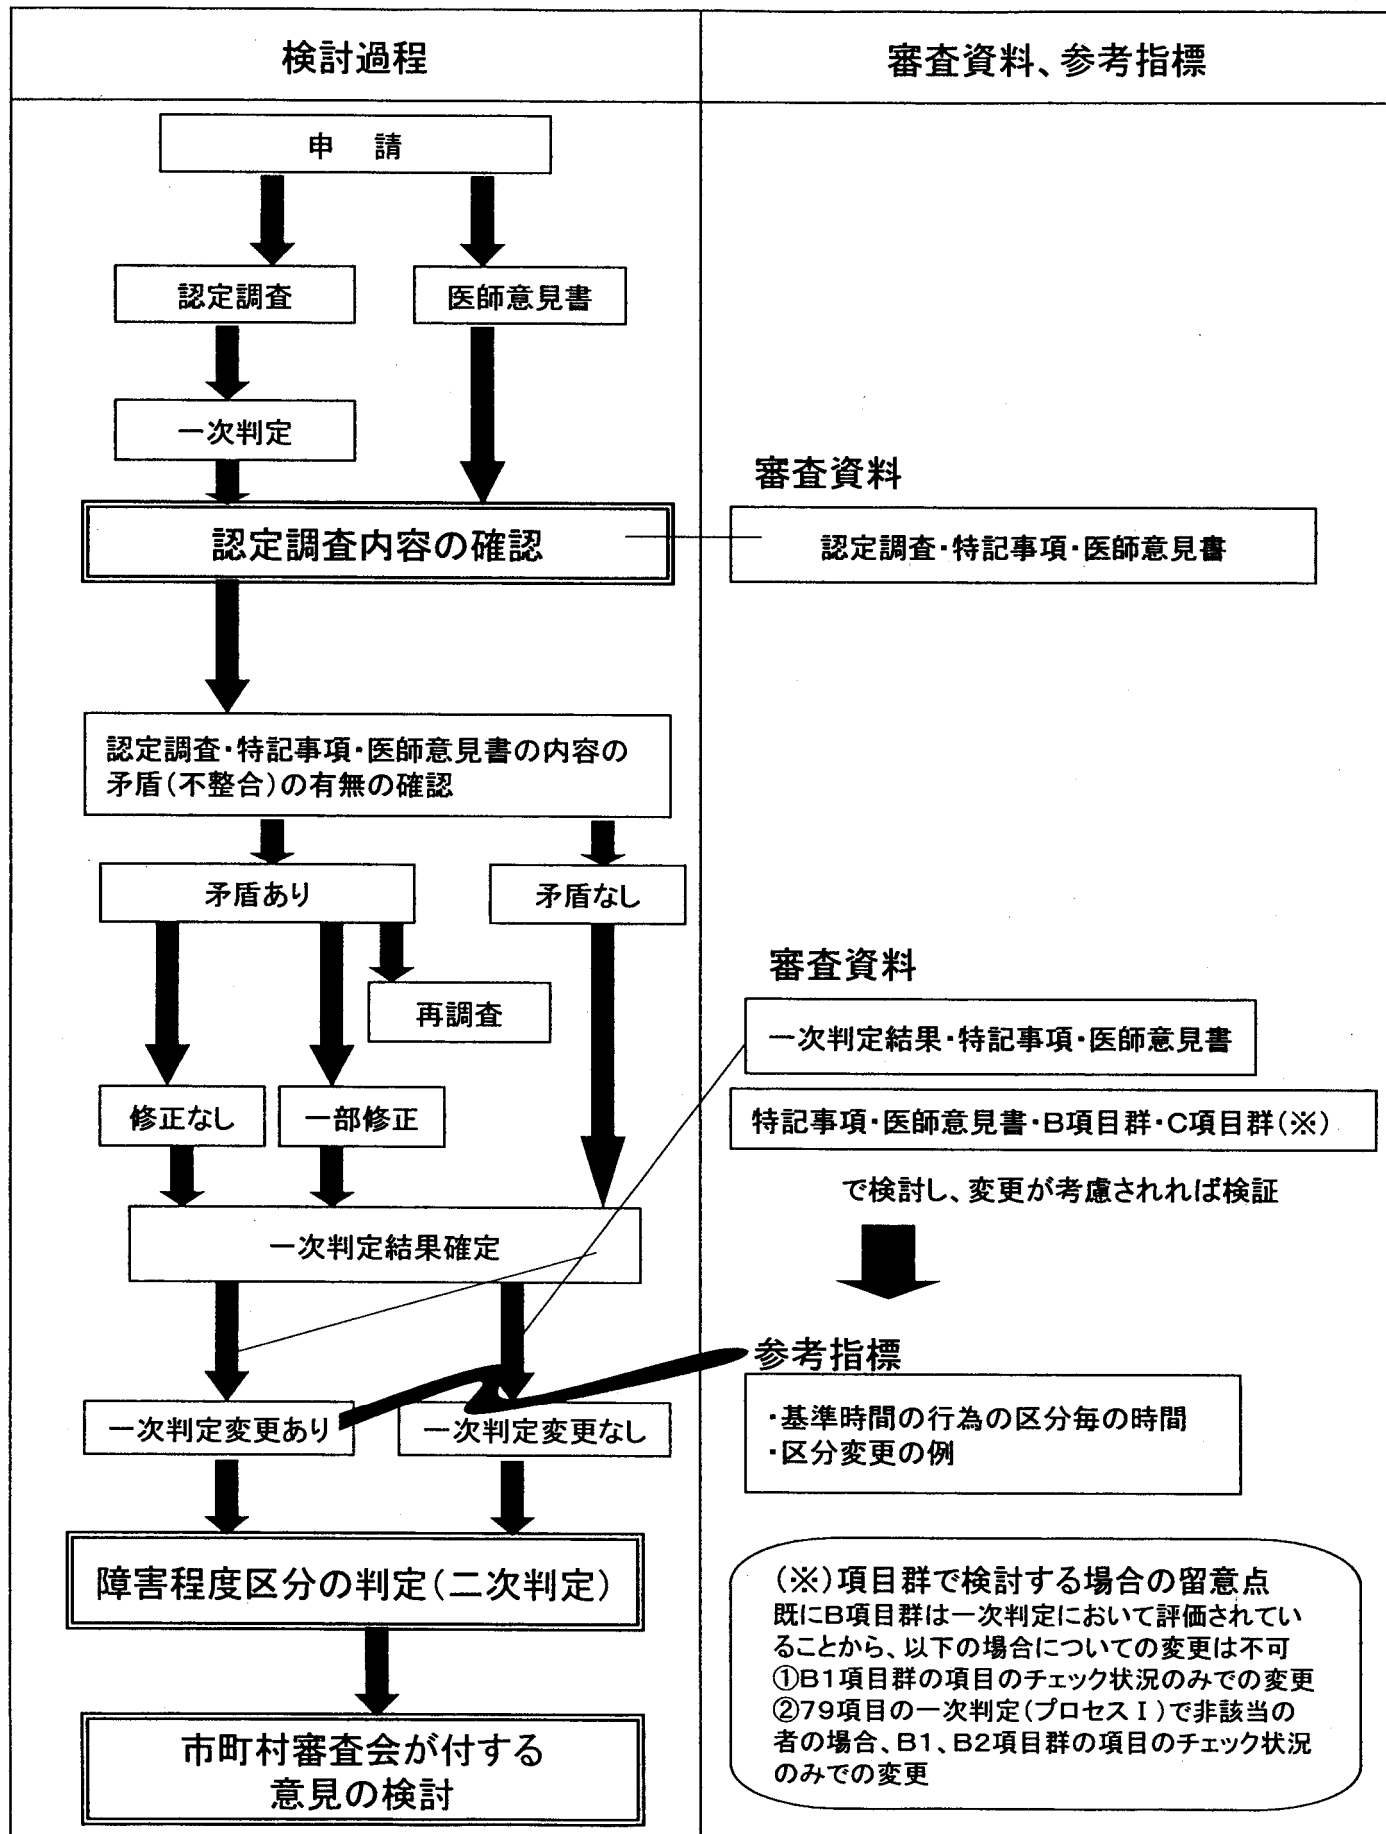 検討過程
審査資料、参考指標
申 請
認定調査
医師意見書
一次判定
審査資料
認定調査内容の確認
認定調査・特記事項・医師意見書
認定調査・特記事項・医師意見書の内容の
矛盾(不整合)の有無の確認
矛盾あり
矛盾なし
再調査
審査資料
一次判定結果・特記事項・医師意見書
修正なし
一部修正
特記事項・医師意見書・B項目群・C項目群(※)
で検討し、変更が考慮されれば検証
一次判定結果確定
参考指標
一次判定変更あり
一次判定変更なし
・基準時間の行為の区分毎の時間
・区分変更の例
障害程度区分の判定(二次判定)
市町村審査会が付する
意見の検討
(※)項目群で検討する場合の留意点
既にB項目群は一次判定において評価されてい
ることから、以下の場合についての変更は不可
①B1項目群の項目のチェック状況のみでの変更
②79項目の一次判定(プロセスⅠ)で非該当の
者の場合、B1、B2項目群の項目のチェック状況
のみでの変更